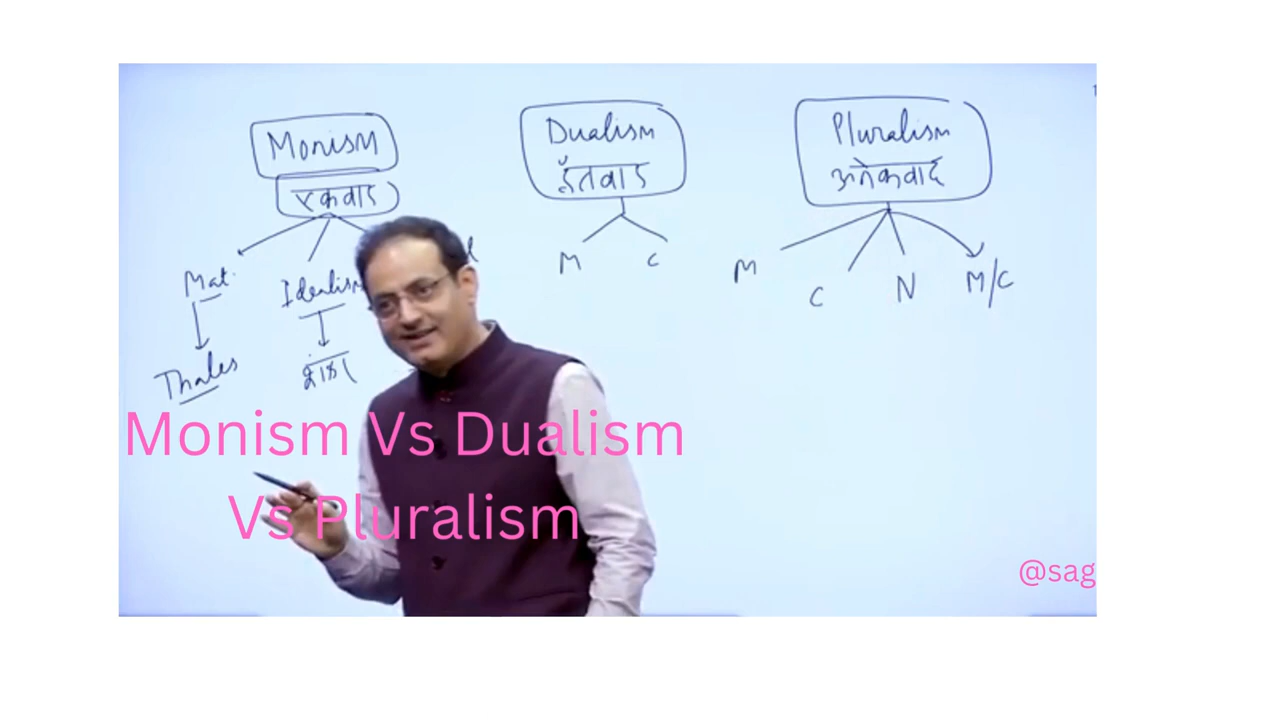 Monism
एकवाद
Mat.
Idealism
Thales
Dualism
द्वैतवाद
M
C
Pluralism
अनेकवाद
M
C
N
M/C
Monism Vs Dualism
Vs Pluralism
@sag